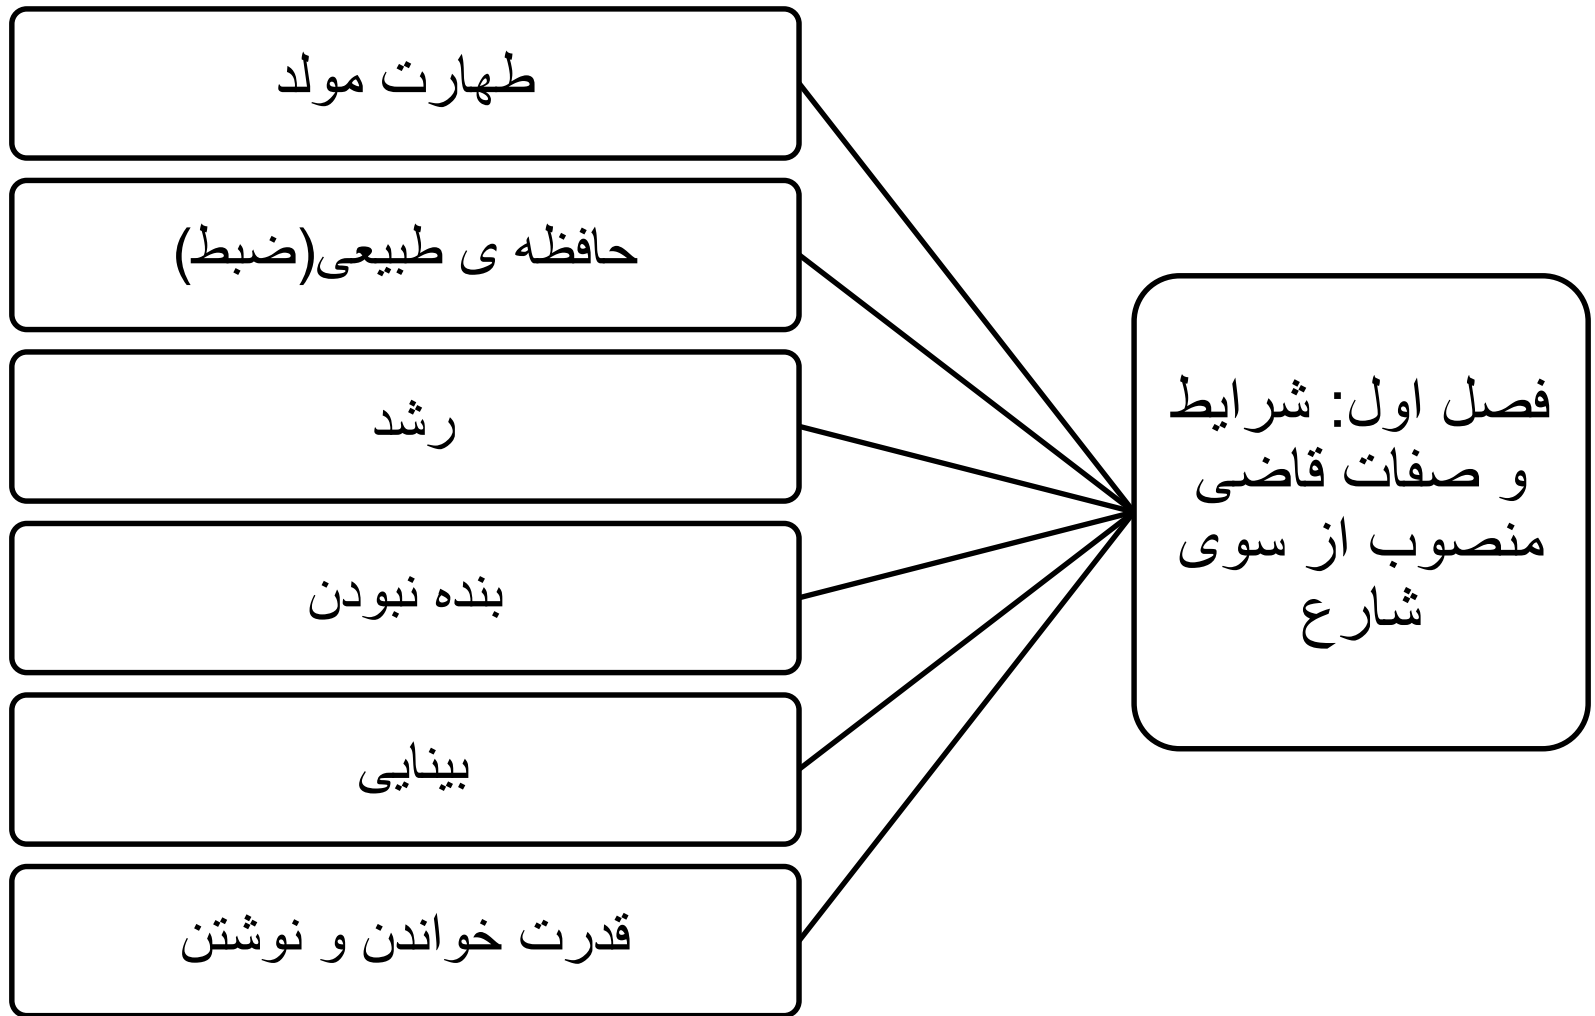 فصل اول: شرایط
و صفات قاضی
منصوب از سوی
شارع
طهارت مولد
حافظه ی طبیعی(ضبط)
رشد
بنده نبودن
بینایی
قدرت خواندن و نوشتن